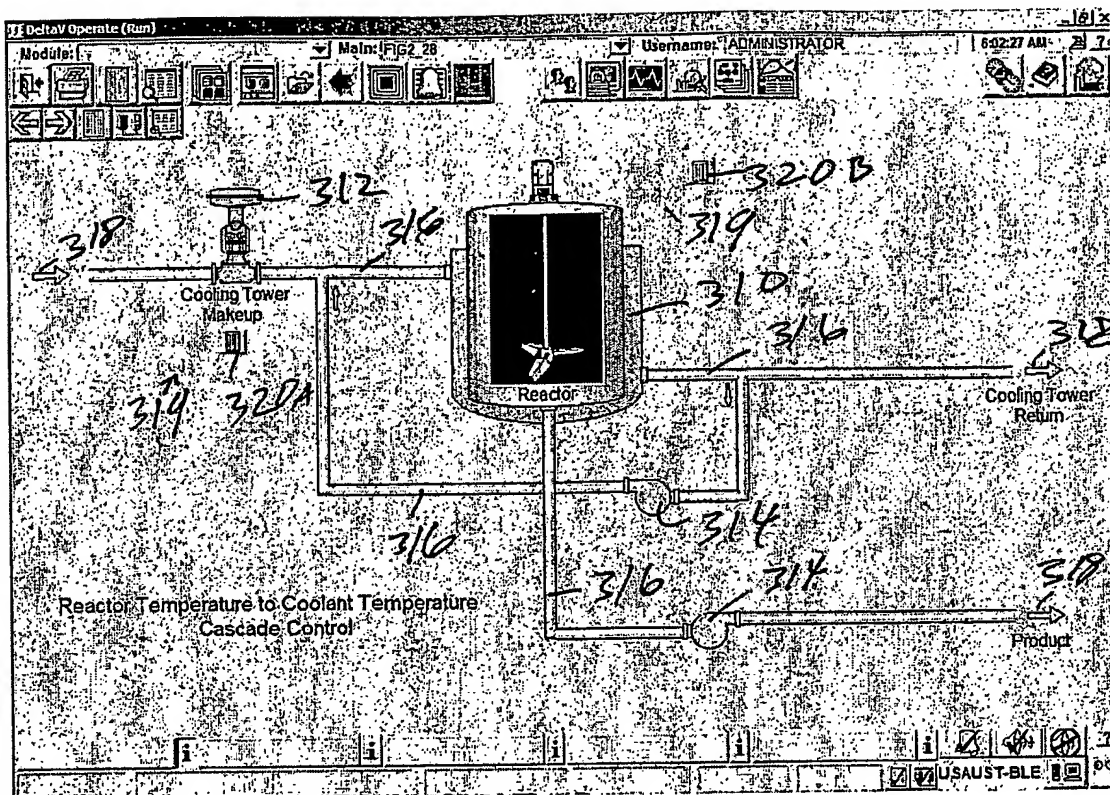 DeltaV Operate (Run)
Module: Main: FIG2_28 Username: ADMINISTRATOR 6:02:27 AM
312
316
320B
319
318
310
Cooling Tower
Makeup
316
319 320A
Reactor
Cooling Tower
Return
316
314
316
314
318
Reactor Temperature to Coolant Temperature
Cascade Control
Product
USAUST-BLE